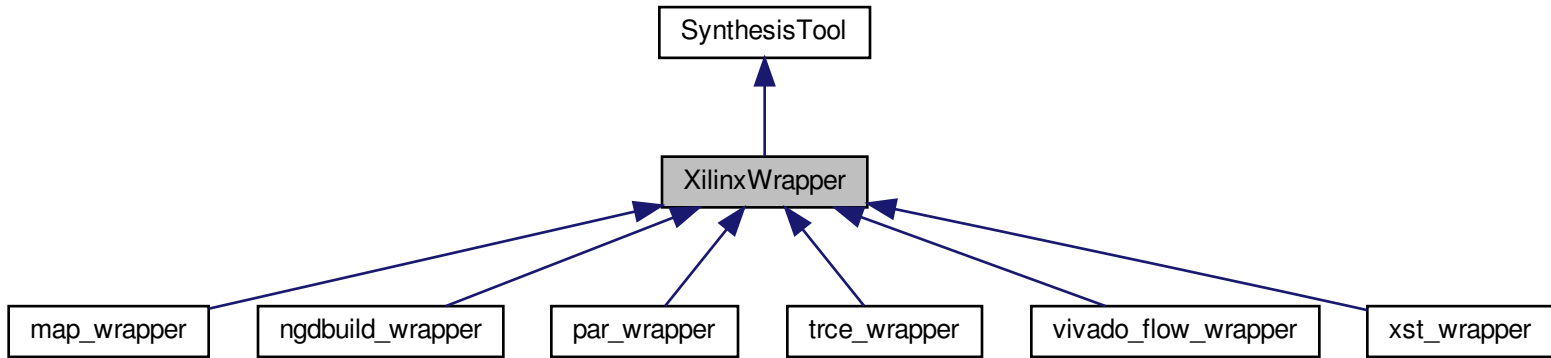 SynthesisTool
XilinxWrapper
map_wrapper
ngdbuild_wrapper
par_wrapper
trce_wrapper
vivado_flow_wrapper
xst_wrapper